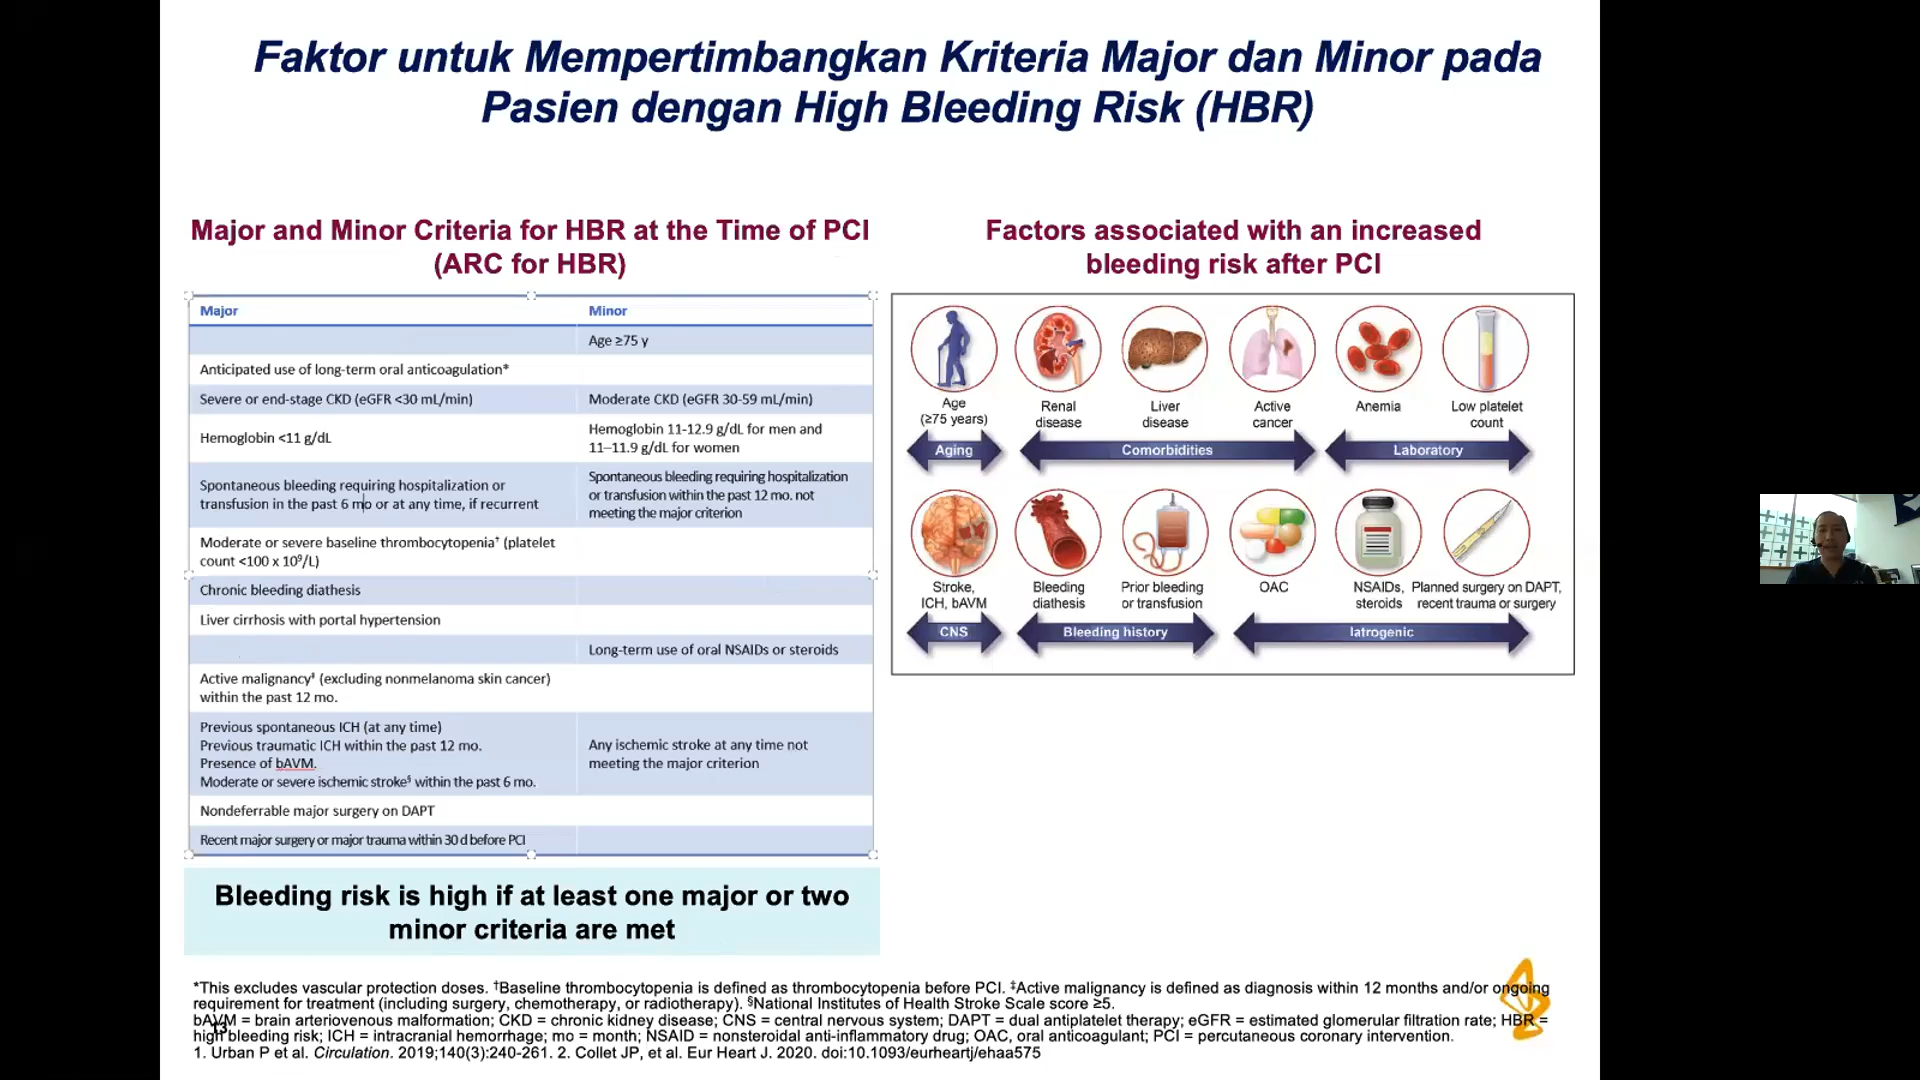 Faktor untuk Mempertimbangkan Kriteria Major dan Minor pada
Pasien dengan High Bleeding Risk (HBR)
Major and Minor Criteria for HBR at the Time of PCI
(ARC for HBR)
Major Minor
Age ≥75 y
Anticipated use of long-term oral anticoagulation*
Severe or end-stage CKD (eGFR <30 mL/min) Moderate CKD (eGFR 30-59 mL/min)
Hemoglobin <11 g/dL
Hemoglobin 11-12.9 g/dL for men and
11–11.9 g/dL for women
Spontaneous bleeding requiring hospitalization or
transfusion in the past 6 mo or at any time, if recurrent
Spontaneous bleeding requiring hospitalization
or transfusion within the past 12 mo. not
meeting the major criterion
Moderate or severe baseline thrombocytopenia† (platelet
count <100 x 10⁹/L)
Chronic bleeding diathesis
Liver cirrhosis with portal hypertension
Long-term use of oral NSAIDs or steroids
Active malignancy‡ (excluding nonmelanoma skin cancer)
within the past 12 mo.
Previous spontaneous ICH (at any time)
Previous traumatic ICH within the past 12 mo.
Presence of bAVM.
Moderate or severe ischemic stroke§ within the past 6 mo.
Any ischemic stroke at any time not
meeting the major criterion
Nondeferrable major surgery on DAPT
Recent major surgery or major trauma within 30 d before PCI
Bleeding risk is high if at least one major or two
minor criteria are met
Factors associated with an increased
bleeding risk after PCI
Age
(≥75 years)
Renal
disease
Liver
disease
Active
cancer
Anemia
Low platelet
count
Aging
Comorbidities
Laboratory
Stroke,
ICH, bAVM
Bleeding
diathesis
Prior bleeding
or transfusion
OAC
NSAIDs,
steroids
Planned surgery on DAPT,
recent trauma or surgery
CNS
Bleeding history
Iatrogenic
*This excludes vascular protection doses. †Baseline thrombocytopenia is defined as thrombocytopenia before PCI. ‡Active malignancy is defined as diagnosis within 12 months and/or ongoing
requirement for treatment (including surgery, chemotherapy, or radiotherapy). §National Institutes of Health Stroke Scale score ≥5.
bAVM = brain arteriovenous malformation; CKD = chronic kidney disease; CNS = central nervous system; DAPT = dual antiplatelet therapy; eGFR = estimated glomerular filtration rate; HBR =
high bleeding risk; ICH = intracranial hemorrhage; mo = month; NSAID = nonsteroidal anti-inflammatory drug; OAC, oral anticoagulant; PCI = percutaneous coronary intervention.
13
1. Urban P et al. Circulation. 2019;140(3):240-261. 2. Collet JP, et al. Eur Heart J. 2020. doi:10.1093/eurheartj/ehaa575